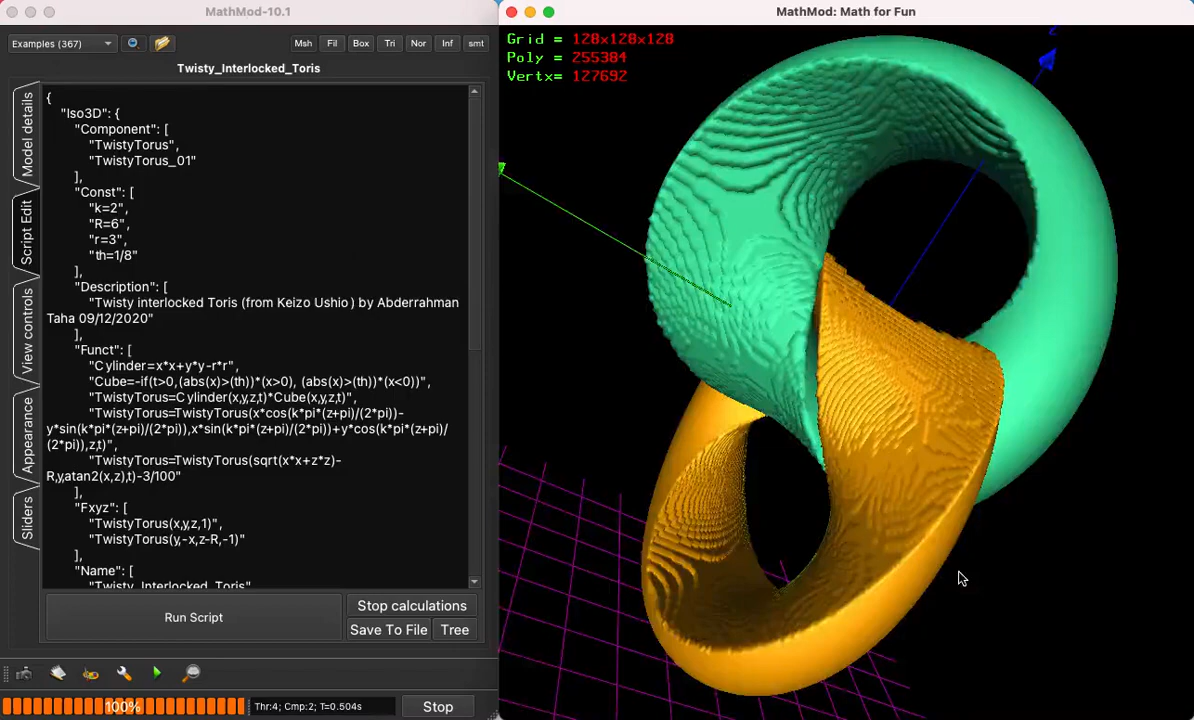 MathMod-10.1
Examples (367)
Msh Fil Box Tri Nor Inf smt
Twisty_Interlocked_Toris
Model details
Script Edit
View controls
Appearance
Sliders
{
"Iso3D": {
"Component": [
"TwistyTorus",
"TwistyTorus_01"
],
"Const": [
"k=2",
"R=6",
"r=3",
"th=1/8"
],
"Description": [
"Twisty interlocked Toris (from Keizo Ushio ) by Abderrahman
Taha 09/12/2020"
],
"Funct": [
"Cylinder=x*x+y*y-r*r",
"Cube=-if(t>0,(abs(x)>(th))*(x>0), (abs(x)>(th))*(x<0))",
"TwistyTorus=Cylinder(x,y,z,t)*Cube(x,y,z,t)",
"TwistyTorus=TwistyTorus(x*cos(k*pi*(z+pi)/(2*pi))-
y*sin(k*pi*(z+pi)/(2*pi)),x*sin(k*pi*(z+pi)/(2*pi))+y*cos(k*pi*(z+pi)/
(2*pi)),z,t)",
"TwistyTorus=TwistyTorus(sqrt(x*x+z*z)-
R,y,atan2(x,z),t)-3/100"
],
"Fxyz": [
"TwistyTorus(x,y,z,1)",
"TwistyTorus(y,-x,z-R,-1)"
],
"Name": [
"Twisty_Interlocked_Toris"
Run Script
Stop calculations
Save To File Tree
100%
Thr:4; Cmp:2; T=0.504s
Stop
MathMod: Math for Fun
Grid = 128x128x128
Poly = 255384
Vertx= 127692